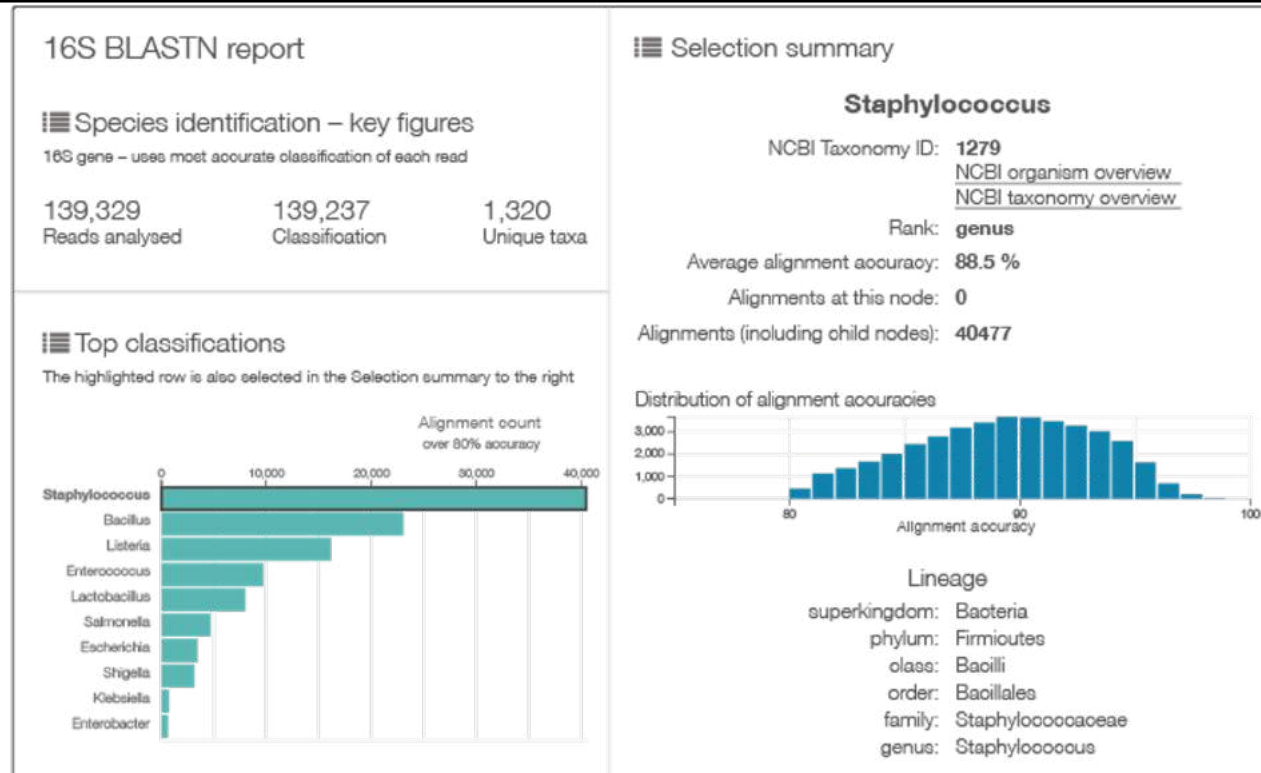 16S BLASTN report
Species identification – key figures
16S gene – uses most accurate classification of each read
139,329
139,237
1,320
Reads analysed
Classification
Unique taxa
Top classifications
The highlighted row is also selected in the Selection summary to the right
Alignment count
over 80% accuracy
0 10,000 20,000 30,000 40,000
Staphylococcus
Bacillus
Listeria
Enterococcus
Lactobacillus
Salmonella
Escherichia
Shigella
Klebsiella
Enterobacter
Selection summary
Staphylococcus
NCBI Taxonomy ID: 1279
NCBI organism overview
NCBI taxonomy overview
Rank: genus
Average alignment accuracy: 88.5 %
Alignments at this node: 0
Alignments (including child nodes): 40477
Distribution of alignment accuracies
3,000
2,000
1,000
0
80 90 100
Alignment accuracy
Lineage
superkingdom: Bacteria
phylum: Firmicutes
class: Bacilli
order: Bacillales
family: Staphylococcaceae
genus: Staphylococcus